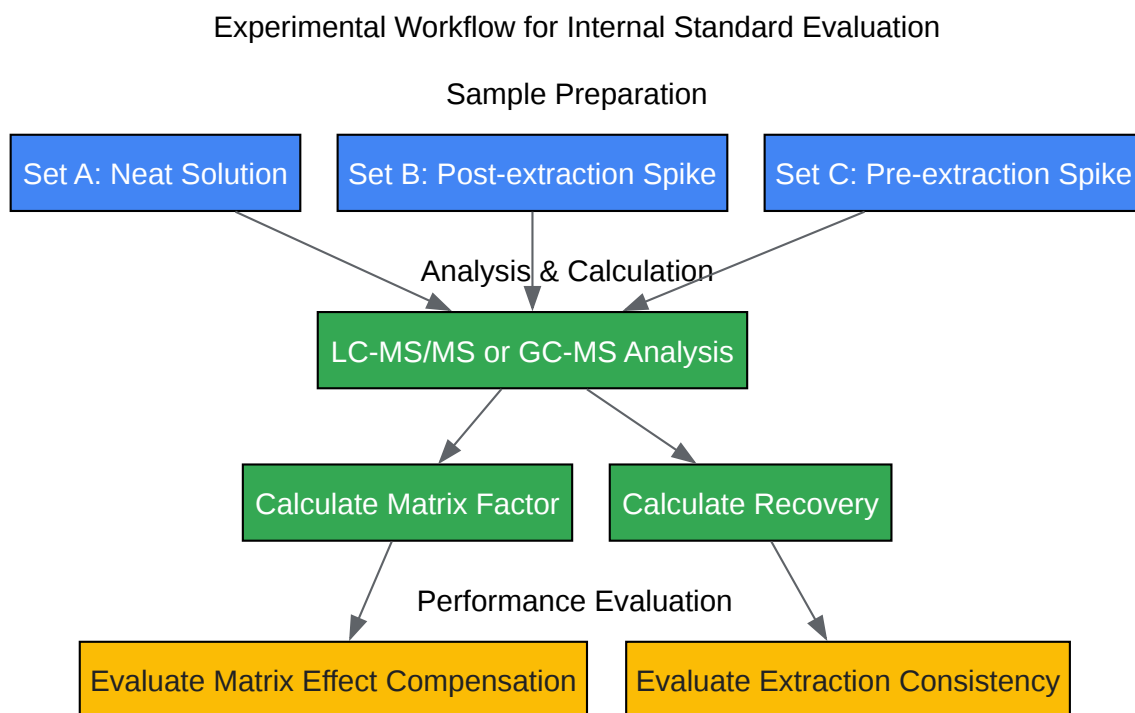 Experimental Workflow for Internal Standard Evaluation
Sample Preparation
Set A: Neat Solution
Set B: Post-extraction Spike
Set C: Pre-extraction Spike
Analysis & Calculation
LC-MS/MS or GC-MS Analysis
Calculate Matrix Factor
Calculate Recovery
Performance Evaluation
Evaluate Matrix Effect Compensation
Evaluate Extraction Consistency